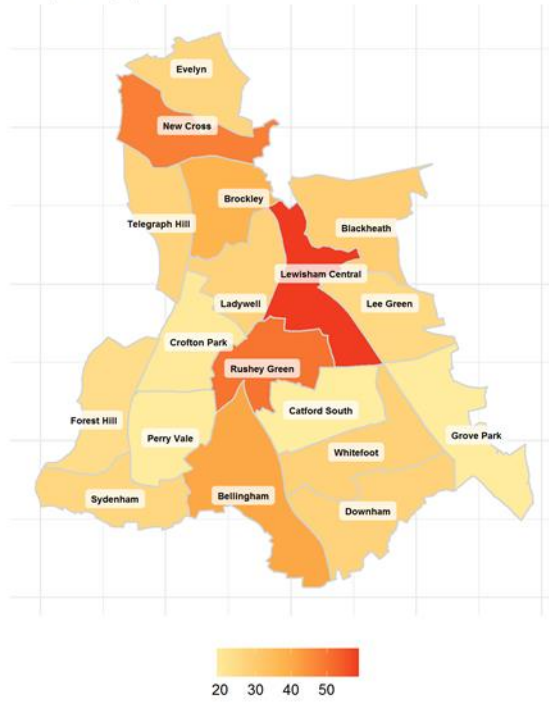 Evelyn
New Cross
Brockley
Telegraph Hill
Blackheath
Lewisham Central
Ladywell
Lee Green
Crofton Park
Rushey Green
Catford South
Forest Hill
Perry Vale
Grove Park
Whitefoot
Sydenham
Bellingham
Downham
20 30 40 50